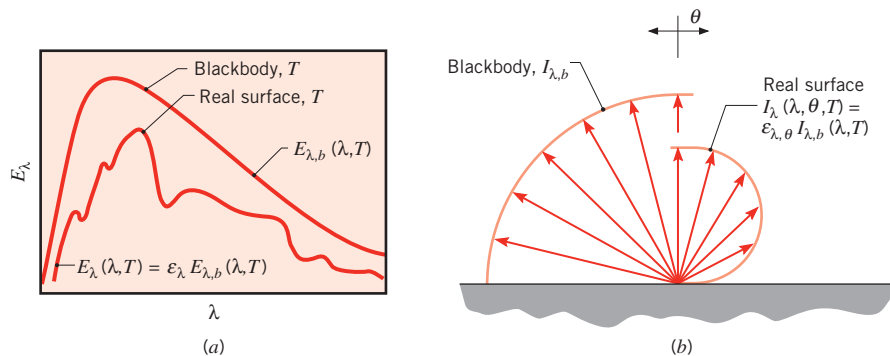 Blackbody, T
Real surface, T
E_λ,b (λ,T)
E_λ
E_λ (λ,T) = ε_λ E_λ,b (λ,T)
λ
(a)
θ
Blackbody, I_λ,b
Real surface
I_λ (λ, θ ,T) =
ε_λ, θ I_λ,b (λ,T)
(b)